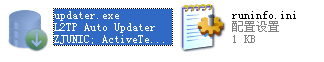 updater.exe
L2TP Auto Updater
ZJUNIC: ActiveTe...
runinfo.ini
配置设置
1 KB